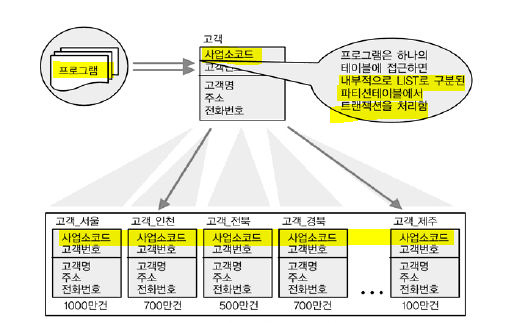 고객
프로그램
사업소코드
고객번호
고객명
주소
전화번호
프로그램은 하나의
테이블에 접근하면
내부적으로 LIST로 구분된
파티션테이블에서
트랜잭션을 처리함
고객_서울
사업소코드
고객번호
고객명
주소
전화번호
1000만건
고객_인천
사업소코드
고객번호
고객명
주소
전화번호
700만건
고객_전북
사업소코드
고객번호
고객명
주소
전화번호
500만건
고객_경북
사업소코드
고객번호
고객명
주소
전화번호
700만건
...
고객_제주
사업소코드
고객번호
고객명
주소
전화번호
100만건